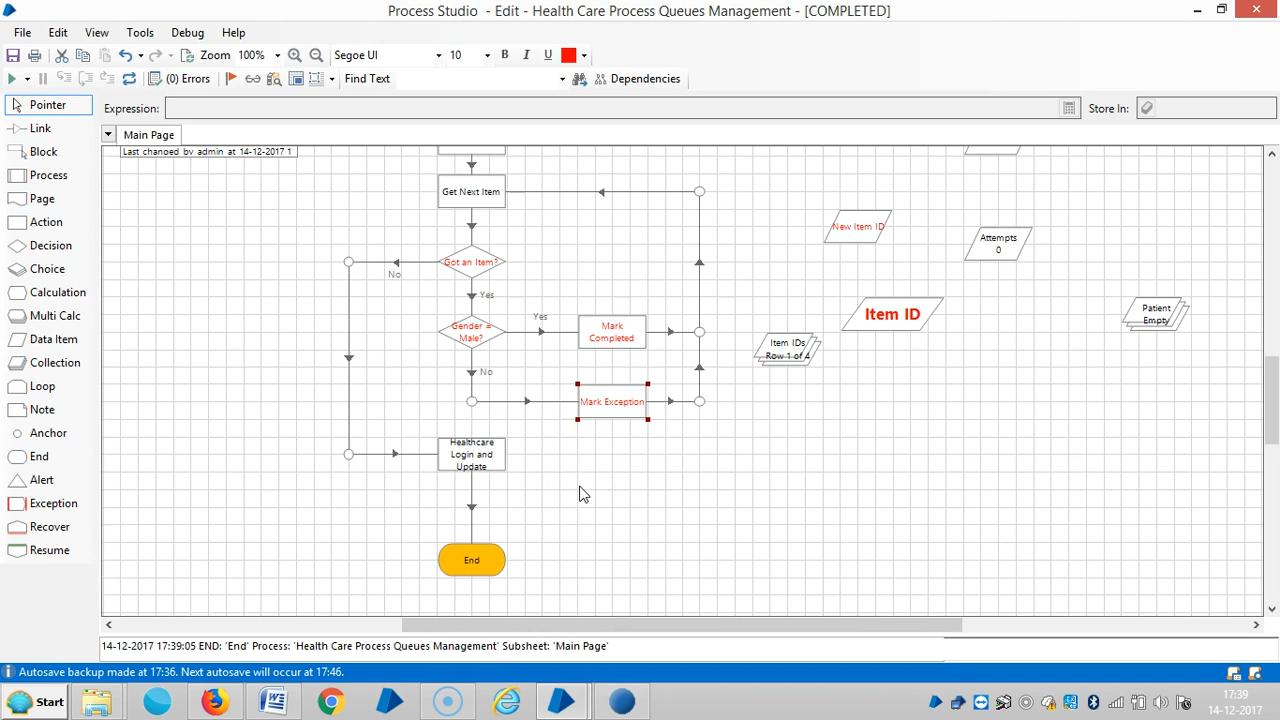 Process Studio - Edit - Health Care Process Queues Management - [COMPLETED]
File Edit View Tools Debug Help
Zoom 100% Segoe UI 10 B I U
(0) Errors Find Text Dependencies
Pointer
Expression: Store In:
Link
Main Page
Block
Last changed by admin at 14-12-2017 1
Process
Page
Action
Decision
Choice
Calculation
Multi Calc
Data Item
Collection
Loop
Note
Anchor
End
Alert
Exception
Recover
Resume
Get Next Item
New Item ID
Attempts
0
Got an Item?
No
Yes
Gender =
Male?
Yes
Mark
Completed
Item ID
Patient
Empty
Item IDs
Row 1 of 4
No
Mark Exception
Healthcare
Login and
Update
End
14-12-2017 17:39:05 END: 'End' Process: 'Health Care Process Queues Management' Subsheet: 'Main Page'
Autosave backup made at 17:36. Next autosave will occur at 17:46.
Start
17:39
14-12-2017